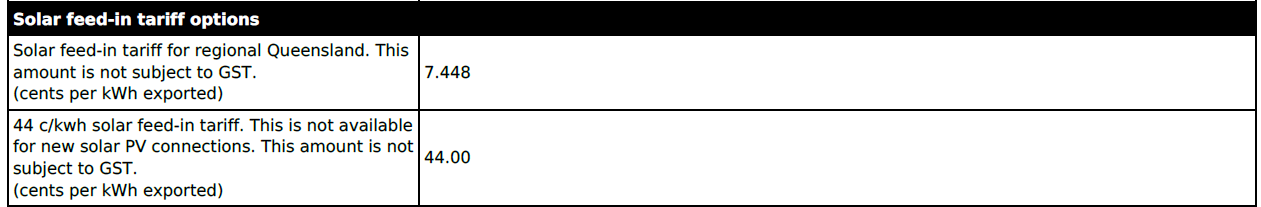 Solar feed-in tariff options
Solar feed-in tariff for regional Queensland. This
amount is not subject to GST.
(cents per kWh exported)
7.448
44 c/kwh solar feed-in tariff. This is not available
for new solar PV connections. This amount is not
subject to GST.
(cents per kWh exported)
44.00